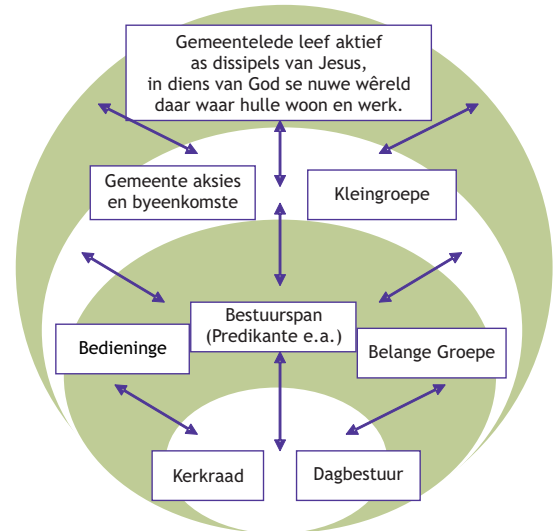 Gemeentelede leef aktief
as dissipels van Jesus,
in diens van God se nuwe wêreld
daar waar hulle woon en werk.
Gemeente aksies
en byeenkomste
Kleingroepe
Bestuurspan
(Predikante e.a.)
Bedieninge
Belange Groepe
Kerkraad
Dagbestuur